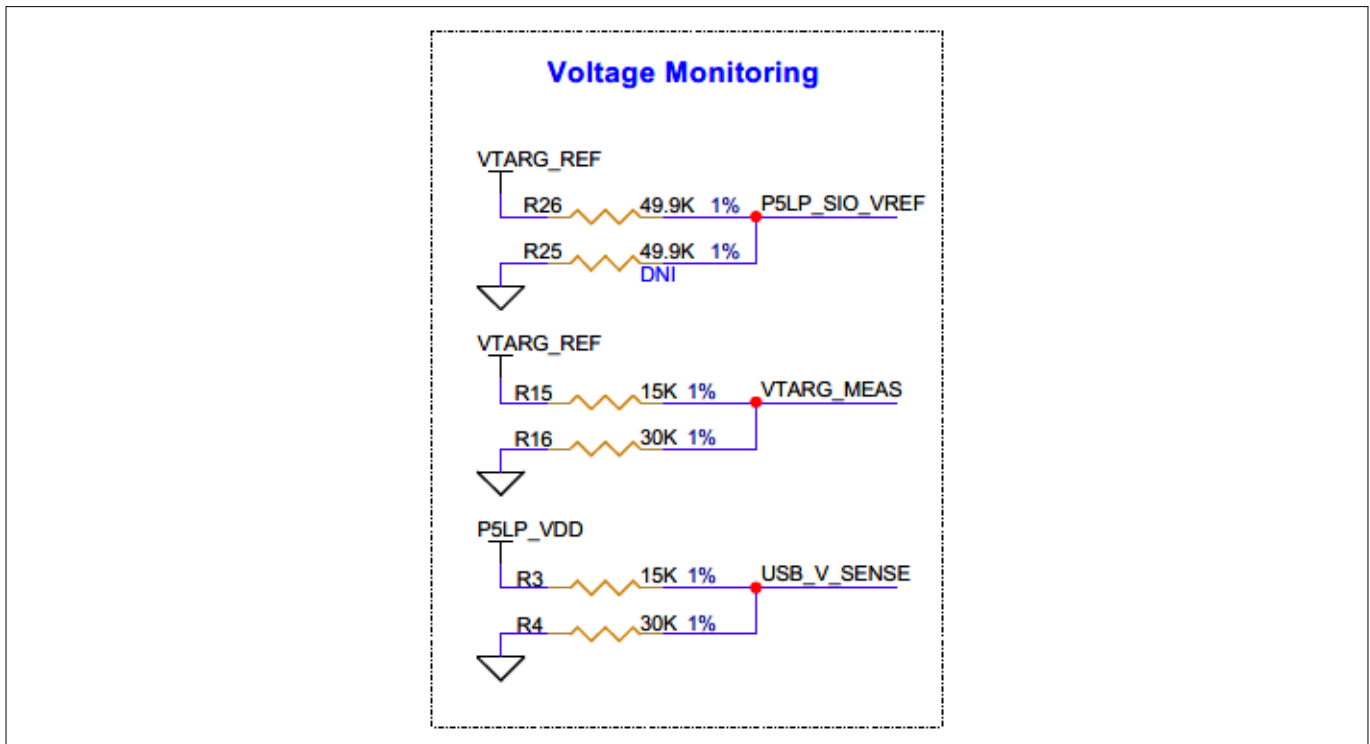 Voltage Monitoring
VTARG_REF
R26 49.9K 1% P5LP_SIO_VREF
R25 49.9K 1%
DNI
VTARG_REF
R15 15K 1% VTARG_MEAS
R16 30K 1%
P5LP_VDD
R3 15K 1% USB_V_SENSE
R4 30K 1%